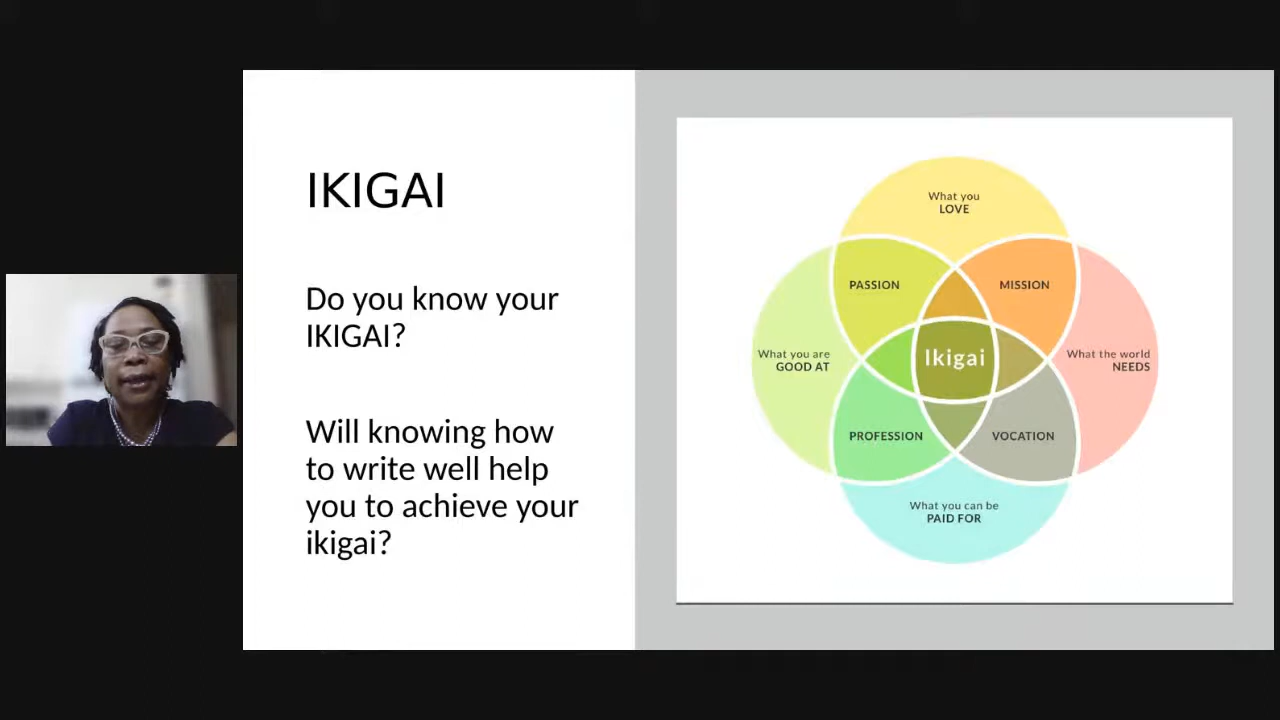 IKIGAI
Do you know your
IKIGAI?
Will knowing how
to write well help
you to achieve your
ikigai?
What you
LOVE
PASSION
MISSION
What you are
GOOD AT
Ikigai
What the world
NEEDS
PROFESSION
VOCATION
What you can be
PAID FOR